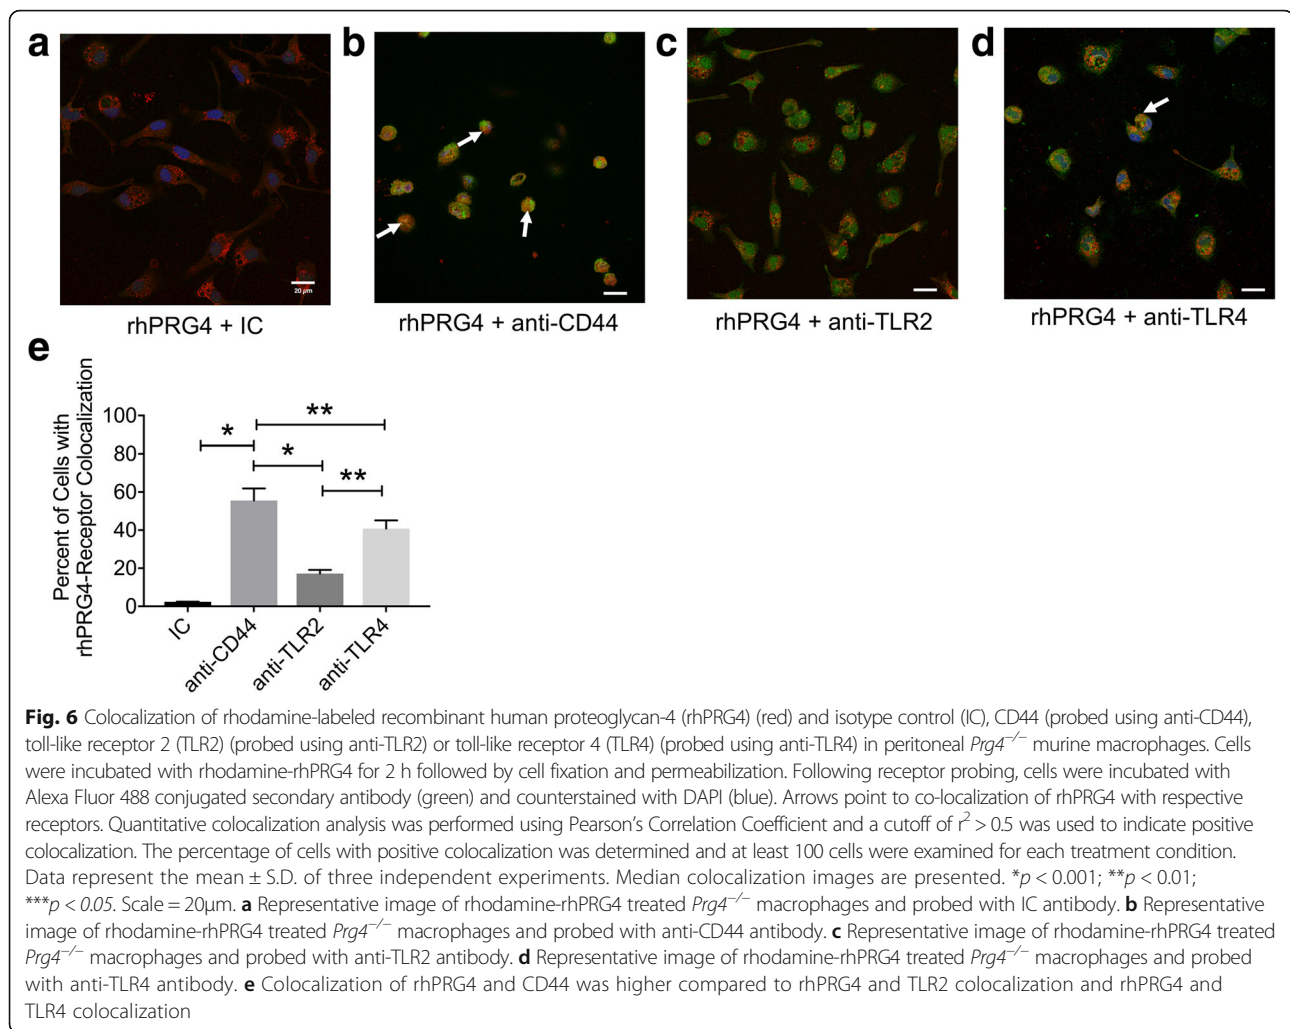 a
b
c
d
20 μm
rhPRG4 + IC
rhPRG4 + anti-CD44
rhPRG4 + anti-TLR2
rhPRG4 + anti-TLR4
e
Percent of Cells with
rhPRG4-Receptor Colocalization
100
80
60
40
20
0
*
**
*
**
IC
anti-CD44
anti-TLR2
anti-TLR4
Fig. 6 Colocalization of rhodamine-labeled recombinant human proteoglycan-4 (rhPRG4) (red) and isotype control (IC), CD44 (probed using anti-CD44),
toll-like receptor 2 (TLR2) (probed using anti-TLR2) or toll-like receptor 4 (TLR4) (probed using anti-TLR4) in peritoneal Prg4⁻/⁻ murine macrophages. Cells
were incubated with rhodamine-rhPRG4 for 2 h followed by cell fixation and permeabilization. Following receptor probing, cells were incubated with
Alexa Fluor 488 conjugated secondary antibody (green) and counterstained with DAPI (blue). Arrows point to co-localization of rhPRG4 with respective
receptors. Quantitative colocalization analysis was performed using Pearson's Correlation Coefficient and a cutoff of r² > 0.5 was used to indicate positive
colocalization. The percentage of cells with positive colocalization was determined and at least 100 cells were examined for each treatment condition.
Data represent the mean ± S.D. of three independent experiments. Median colocalization images are presented. *p < 0.001; **p < 0.01;
***p < 0.05. Scale = 20μm. a Representative image of rhodamine-rhPRG4 treated Prg4⁻/⁻ macrophages and probed with IC antibody. b Representative
image of rhodamine-rhPRG4 treated Prg4⁻/⁻ macrophages and probed with anti-CD44 antibody. c Representative image of rhodamine-rhPRG4 treated
Prg4⁻/⁻ macrophages and probed with anti-TLR2 antibody. d Representative image of rhodamine-rhPRG4 treated Prg4⁻/⁻ macrophages and probed
with anti-TLR4 antibody. e Colocalization of rhPRG4 and CD44 was higher compared to rhPRG4 and TLR2 colocalization and rhPRG4 and
TLR4 colocalization